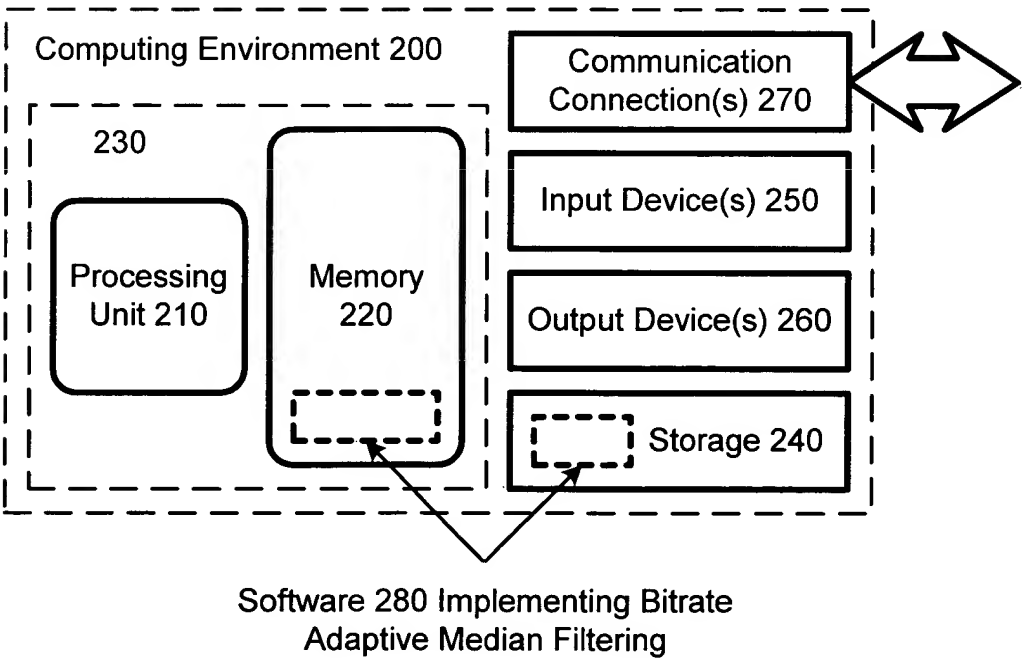 Computing Environment 200
230
Processing
Unit 210
Memory
220
Communication
Connection(s) 270
Input Device(s) 250
Output Device(s) 260
Storage 240
Software 280 Implementing Bitrate
Adaptive Median Filtering